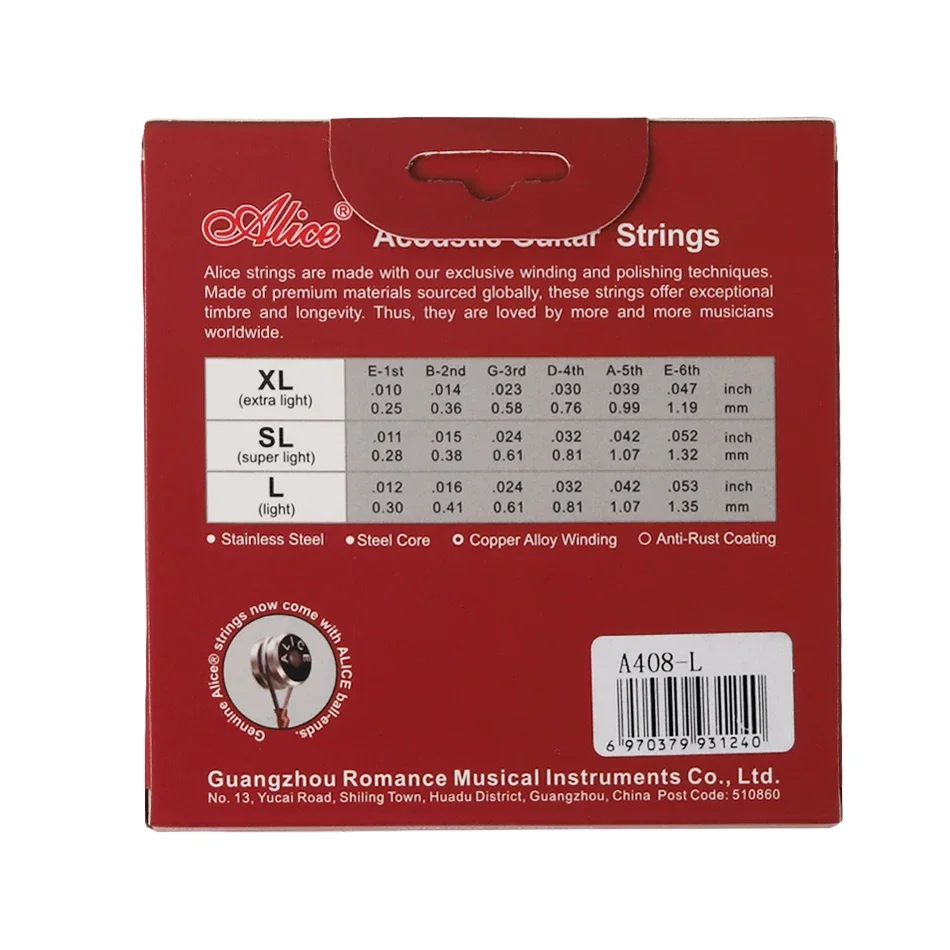 Alice® Acoustic Guitar Strings
Alice strings are made with our exclusive winding and polishing techniques.
Made of premium materials sourced globally, these strings offer exceptional
timbre and longevity. Thus, they are loved by more and more musicians
worldwide.
E-1st B-2nd G-3rd D-4th A-5th E-6th
XL .010 .014 .023 .030 .039 .047 inch
(extra light) 0.25 0.36 0.58 0.76 0.99 1.19 mm
SL .011 .015 .024 .032 .042 .052 inch
(super light) 0.28 0.38 0.61 0.81 1.07 1.32 mm
L .012 .016 .024 .032 .042 .053 inch
(light) 0.30 0.41 0.61 0.81 1.07 1.35 mm
Stainless Steel Steel Core Copper Alloy Winding Anti-Rust Coating
Genuine Alice® strings now come with ALICE ball-ends.
ALICE
A408-L
6 970379 931240
Guangzhou Romance Musical Instruments Co., Ltd.
No. 13, Yucai Road, Shiling Town, Huadu District, Guangzhou, China Post Code: 510860